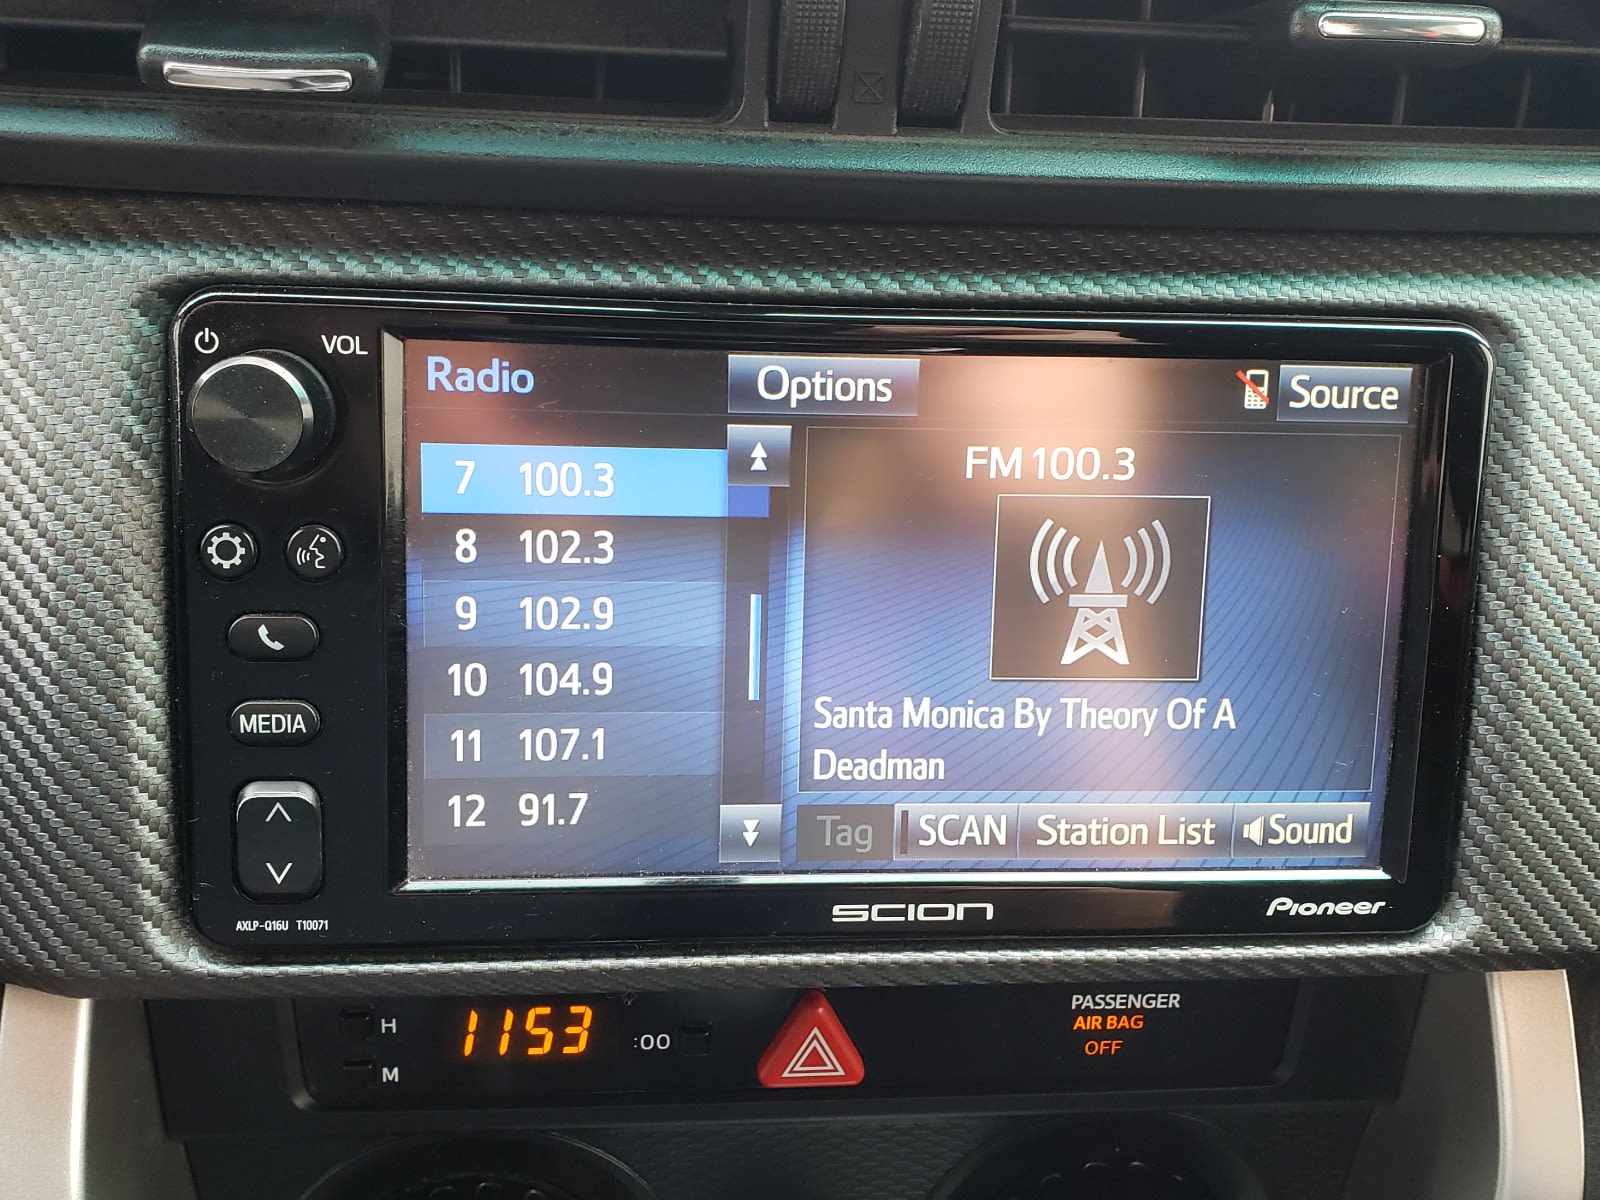 VOL
Radio
Options
Source
7 100.3
8 102.3
9 102.9
10 104.9
11 107.1
12 91.7
FM 100.3
Santa Monica By Theory Of A
Deadman
Tag
SCAN
Station List
Sound
MEDIA
AXLP-Q16U T10071
SCION
Pioneer
H
M
1153
:00
PASSENGER
AIR BAG
OFF